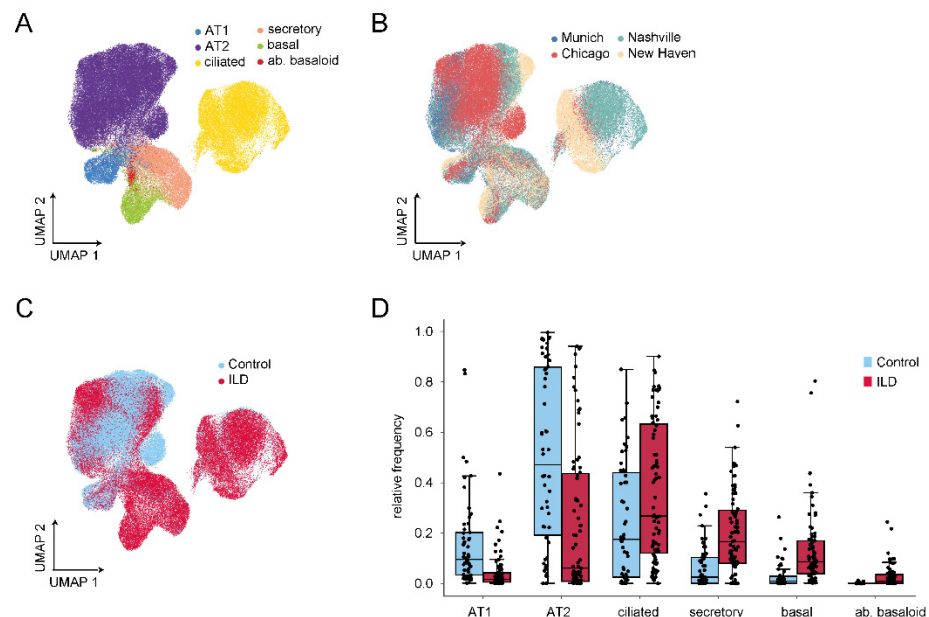 A
AT1
AT2
ciliated
secretory
basal
ab. basaloid
UMAP 2
UMAP 1
B
Munich
Chicago
Nashville
New Haven
UMAP 2
UMAP 1
C
Control
ILD
UMAP 2
UMAP 1
D
Control
ILD
relative frequency
1.0
0.8
0.6
0.4
0.2
0.0
AT1 AT2 ciliated secretory basal ab. basaloid